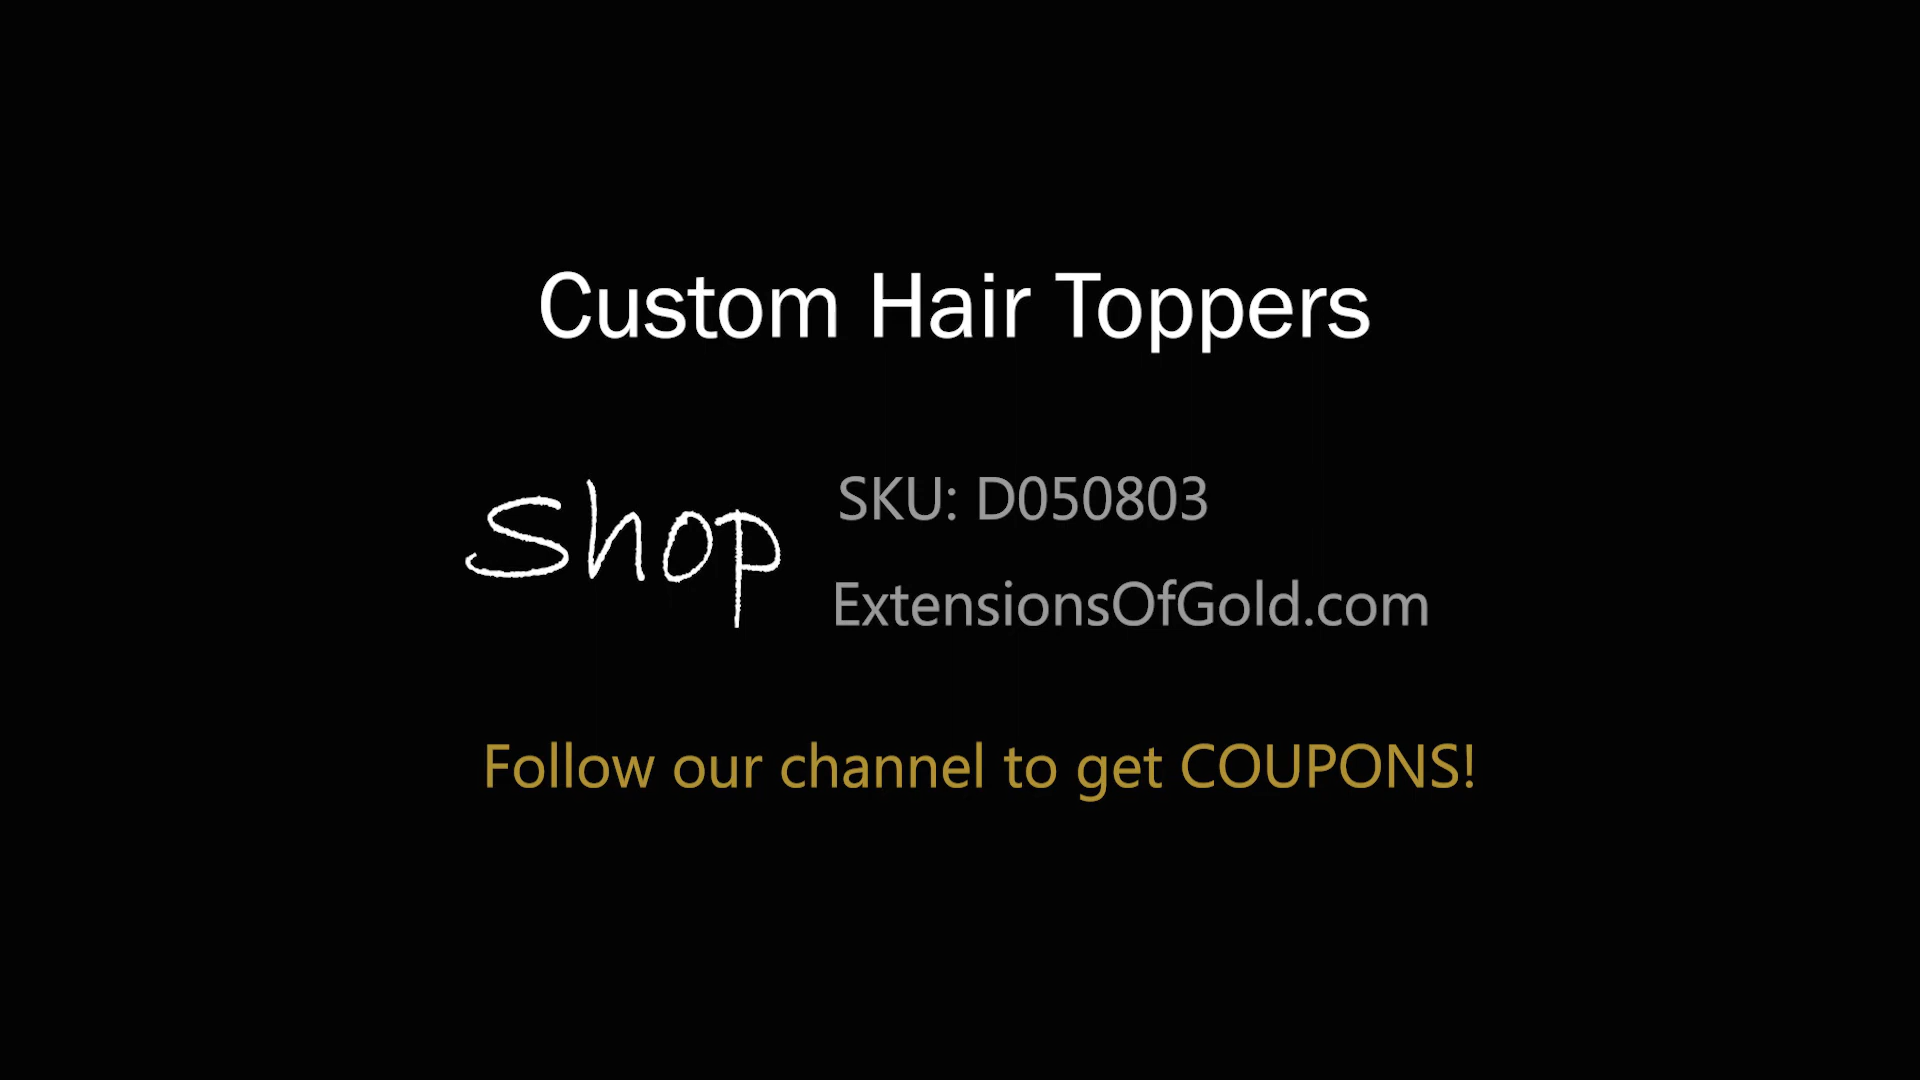 Custom Hair Toppers
Shop
SKU: D050803
ExtensionsOfGold.com
Follow our channel to get COUPONS!